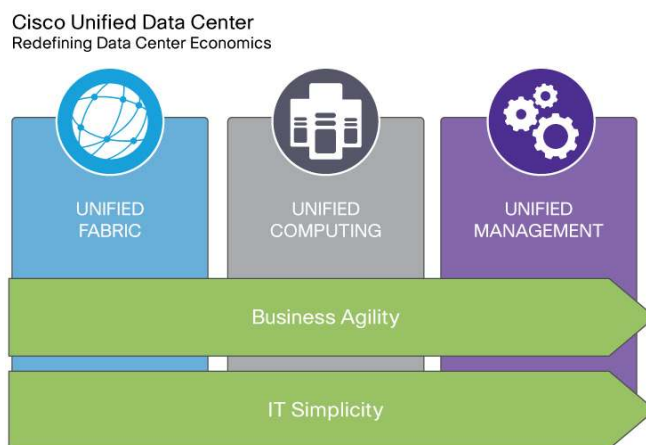 Cisco Unified Data Center
Redefining Data Center Economics
UNIFIED
FABRIC
UNIFIED
COMPUTING
UNIFIED
MANAGEMENT
Business Agility
IT Simplicity